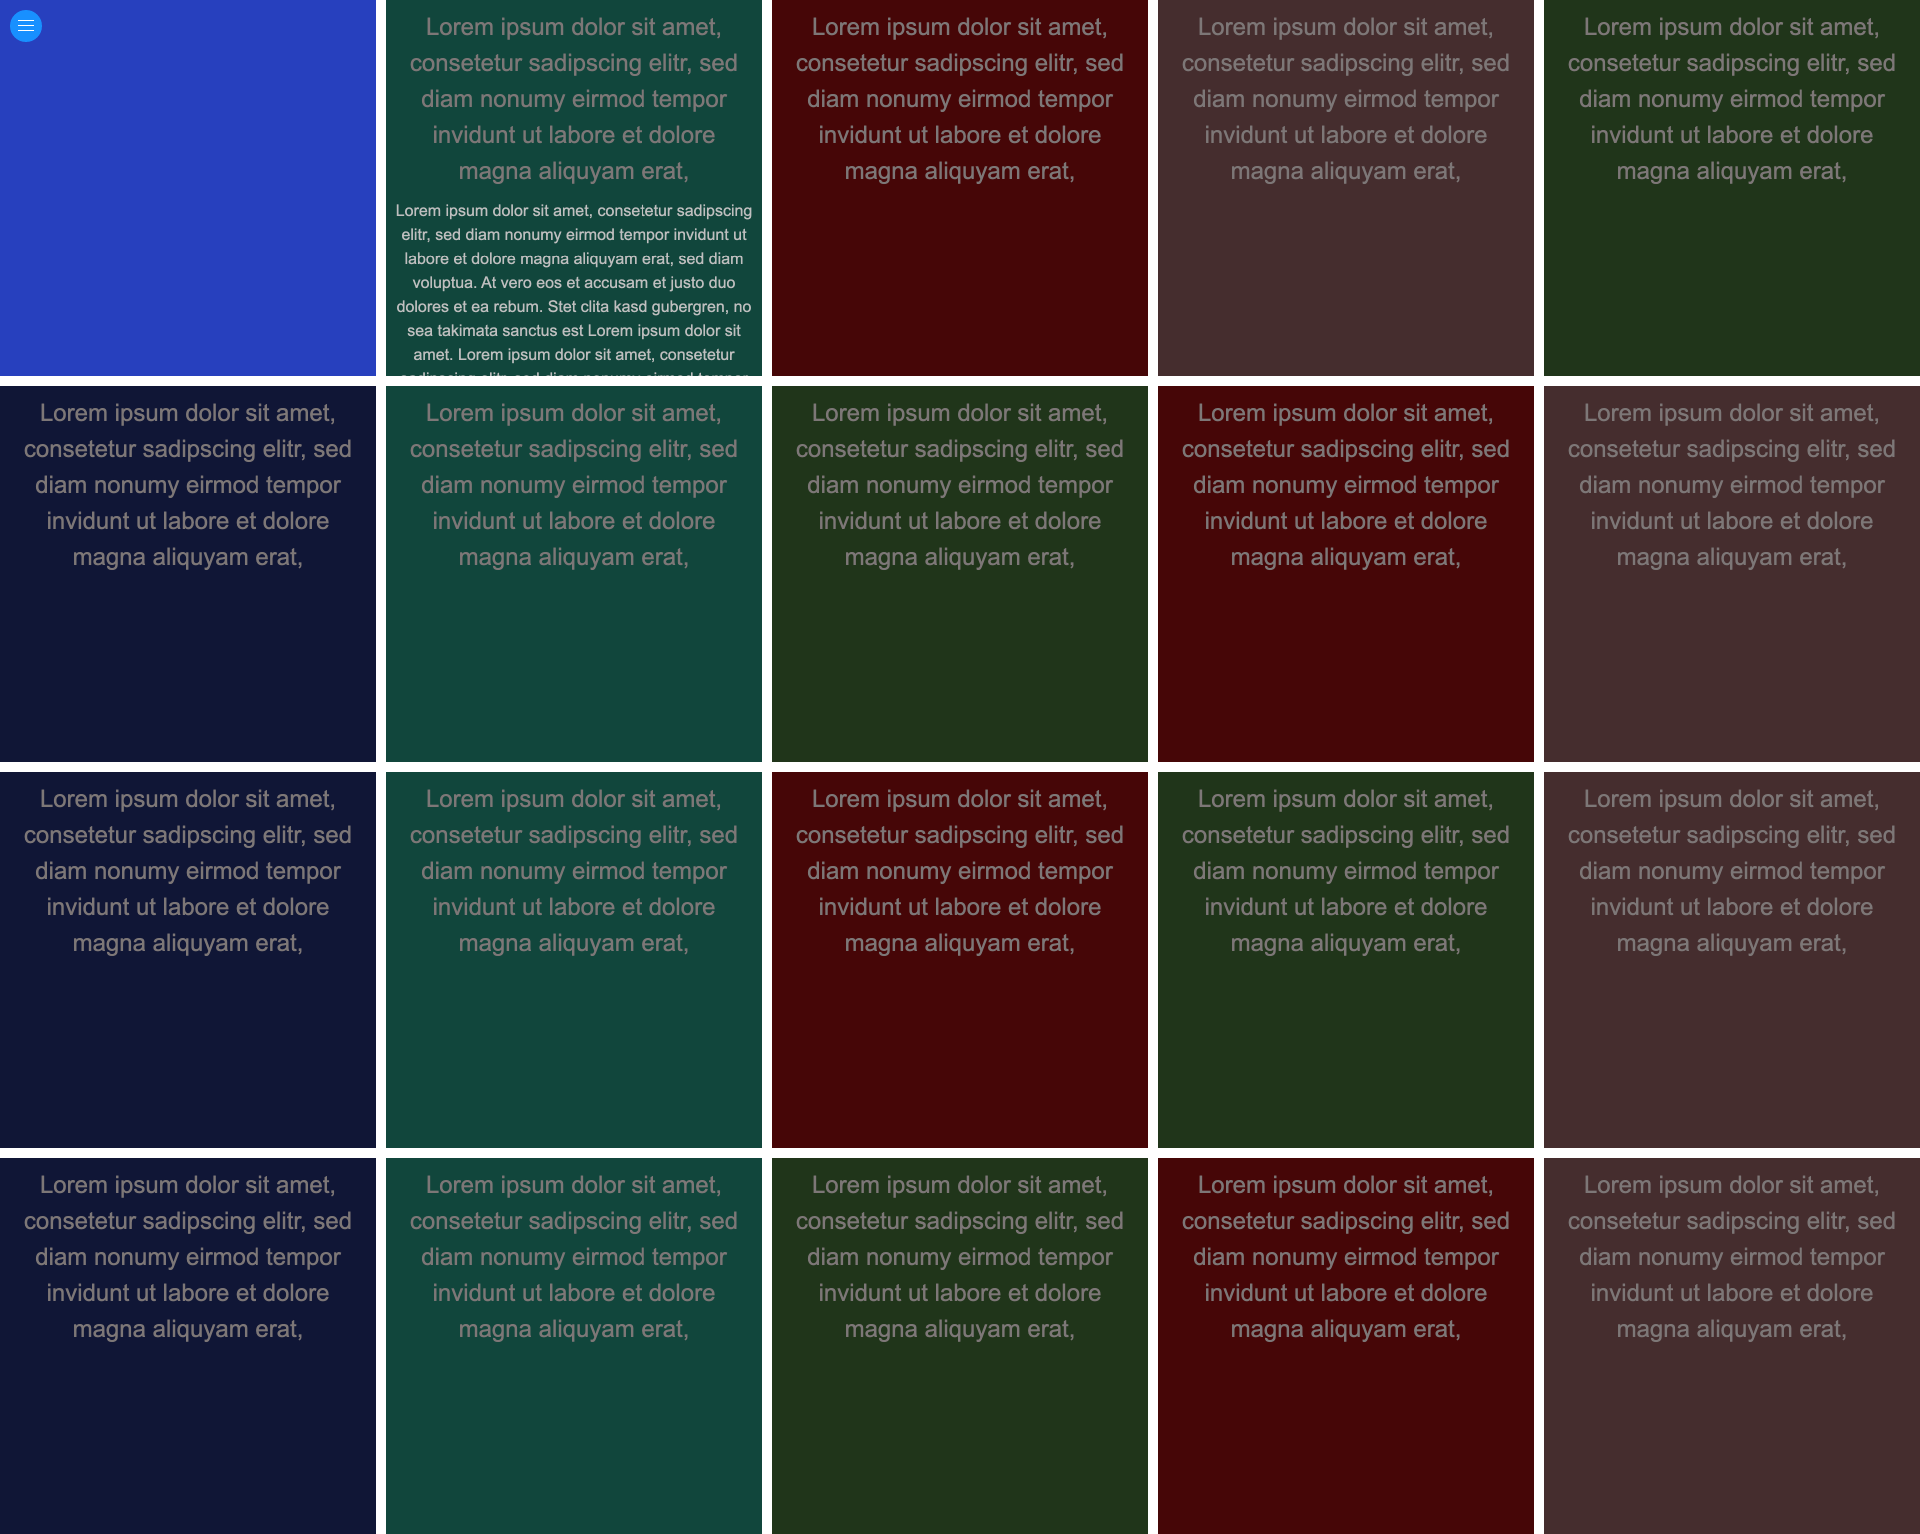 Lorem ipsum dolor sit amet,
consetetur sadipscing elitr, sed
diam nonumy eirmod tempor
invidunt ut labore et dolore
magna aliquyam erat,
Lorem ipsum dolor sit amet, consetetur sadipscing
elitr, sed diam nonumy eirmod tempor invidunt ut
labore et dolore magna aliquyam erat, sed diam
voluptua. At vero eos et accusam et justo duo
dolores et ea rebum. Stet clita kasd gubergren, no
sea takimata sanctus est Lorem ipsum dolor sit
amet. Lorem ipsum dolor sit amet, consetetur
Lorem ipsum dolor sit amet,
consetetur sadipscing elitr, sed
diam nonumy eirmod tempor
invidunt ut labore et dolore
magna aliquyam erat,
Lorem ipsum dolor sit amet,
consetetur sadipscing elitr, sed
diam nonumy eirmod tempor
invidunt ut labore et dolore
magna aliquyam erat,
Lorem ipsum dolor sit amet,
consetetur sadipscing elitr, sed
diam nonumy eirmod tempor
invidunt ut labore et dolore
magna aliquyam erat,
Lorem ipsum dolor sit amet,
consetetur sadipscing elitr, sed
diam nonumy eirmod tempor
invidunt ut labore et dolore
magna aliquyam erat,
Lorem ipsum dolor sit amet,
consetetur sadipscing elitr, sed
diam nonumy eirmod tempor
invidunt ut labore et dolore
magna aliquyam erat,
Lorem ipsum dolor sit amet,
consetetur sadipscing elitr, sed
diam nonumy eirmod tempor
invidunt ut labore et dolore
magna aliquyam erat,
Lorem ipsum dolor sit amet,
consetetur sadipscing elitr, sed
diam nonumy eirmod tempor
invidunt ut labore et dolore
magna aliquyam erat,
Lorem ipsum dolor sit amet,
consetetur sadipscing elitr, sed
diam nonumy eirmod tempor
invidunt ut labore et dolore
magna aliquyam erat,
Lorem ipsum dolor sit amet,
consetetur sadipscing elitr, sed
diam nonumy eirmod tempor
invidunt ut labore et dolore
magna aliquyam erat,
Lorem ipsum dolor sit amet,
consetetur sadipscing elitr, sed
diam nonumy eirmod tempor
invidunt ut labore et dolore
magna aliquyam erat,
Lorem ipsum dolor sit amet,
consetetur sadipscing elitr, sed
diam nonumy eirmod tempor
invidunt ut labore et dolore
magna aliquyam erat,
Lorem ipsum dolor sit amet,
consetetur sadipscing elitr, sed
diam nonumy eirmod tempor
invidunt ut labore et dolore
magna aliquyam erat,
Lorem ipsum dolor sit amet,
consetetur sadipscing elitr, sed
diam nonumy eirmod tempor
invidunt ut labore et dolore
magna aliquyam erat,
Lorem ipsum dolor sit amet,
consetetur sadipscing elitr, sed
diam nonumy eirmod tempor
invidunt ut labore et dolore
magna aliquyam erat,
Lorem ipsum dolor sit amet,
consetetur sadipscing elitr, sed
diam nonumy eirmod tempor
invidunt ut labore et dolore
magna aliquyam erat,
Lorem ipsum dolor sit amet,
consetetur sadipscing elitr, sed
diam nonumy eirmod tempor
invidunt ut labore et dolore
magna aliquyam erat,
Lorem ipsum dolor sit amet,
consetetur sadipscing elitr, sed
diam nonumy eirmod tempor
invidunt ut labore et dolore
magna aliquyam erat,
Lorem ipsum dolor sit amet,
consetetur sadipscing elitr, sed
diam nonumy eirmod tempor
invidunt ut labore et dolore
magna aliquyam erat,